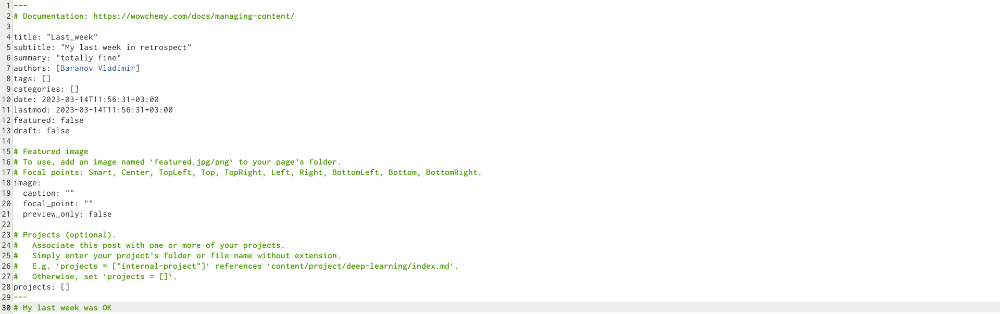 1 ---
2 # Documentation: https://wowchemy.com/docs/managing-content/
3
4 title: "Last_week"
5 subtitle: "My last week in retrospect"
6 summary: "totally fine"
7 authors: [Baranov Vladimir]
8 tags: []
9 categories: []
10 date: 2023-03-14T11:56:31+03:00
11 lastmod: 2023-03-14T11:56:31+03:00
12 featured: false
13 draft: false
14
15 # Featured image
16 # To use, add an image named `featured.jpg/png` to your page's folder.
17 # Focal points: Smart, Center, TopLeft, Top, TopRight, Left, Right, BottomLeft, Bottom, BottomRight.
18 image:
19   caption: ""
20   focal_point: ""
21   preview_only: false
22
23 # Projects (optional).
24 #   Associate this post with one or more of your projects.
25 #   Simply enter your project's folder or file name without extension.
26 #   E.g. `projects = ["internal-project"]` references `content/project/deep-learning/index.md`.
27 #   Otherwise, set `projects = []`.
28 projects: []
29 ---
30 # My last week was OK